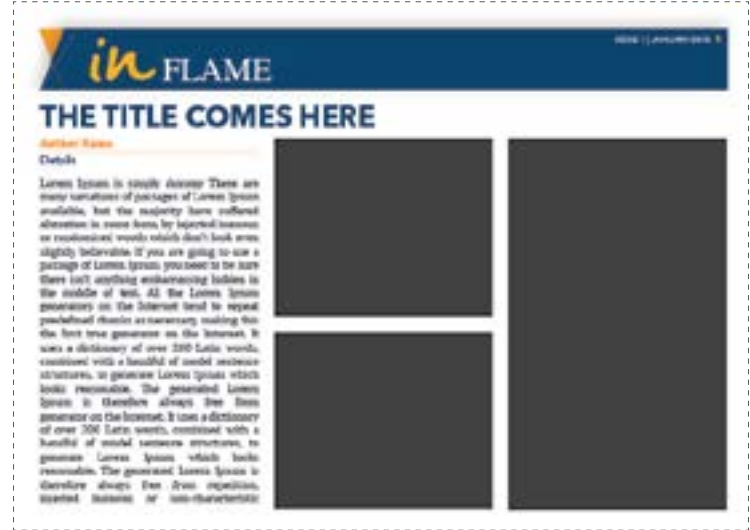 in FLAME
THE TITLE COMES HERE
Author Name
Details
Lorem Ipsum is simply dummy There are
many variations of passages of Lorem Ipsum
available, but the majority have suffered
alteration in some form, by injected humour,
or randomised words which don't look even
slightly believable. If you are going to use a
passage of Lorem Ipsum, you need to be sure
there isn't anything embarrassing hidden in
the middle of text. All the Lorem Ipsum
generators on the Internet tend to repeat
predefined chunks as necessary, making this
the first true generator on the Internet. It
uses a dictionary of over 200 Latin words,
combined with a handful of model sentence
structures, to generate Lorem Ipsum which
looks reasonable. The generated Lorem
Ipsum is therefore always free from
generator on the Internet. It uses a dictionary
of over 200 Latin words, combined with a
handful of model sentence structures, to
generate Lorem Ipsum which looks
reasonable. The generated Lorem Ipsum is
therefore always free from repetition,
injected humour, or non-characteristic